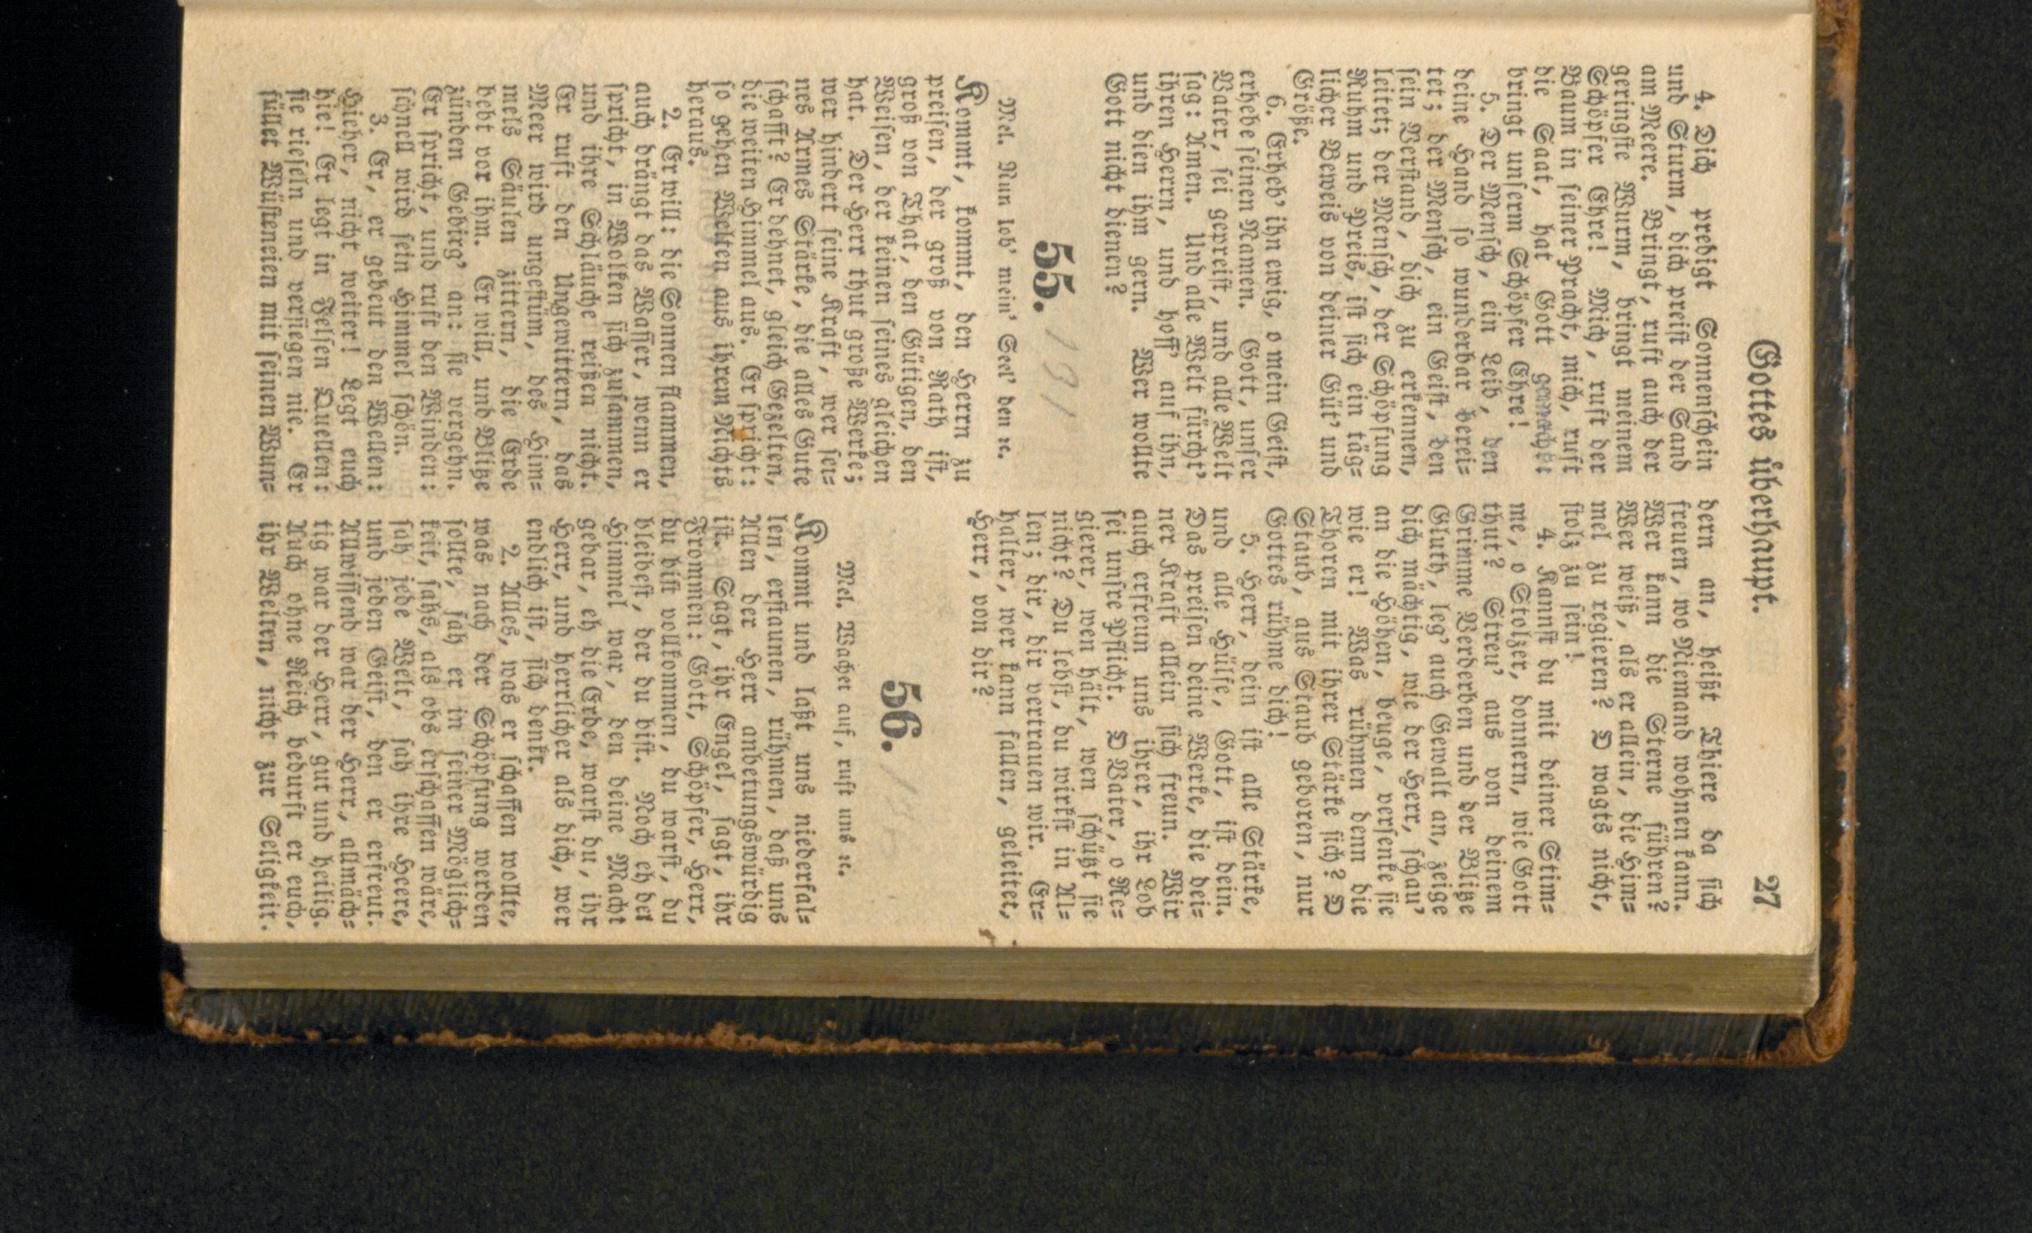 Gottes überhaupt.
27
4. Dich predigt Sonnenschein
und Sturm, dich preist der Sand
am Meere. Bringt, ruft auch der
geringste Wurm, bringt meinem
Schöpfer Ehre! Mich, ruft der
Baum in seiner Pracht, mich, ruft
die Saat, hat Gott gemacht:
bringt unserm Schöpfer Ehre!
5. Der Mensch, ein Leib, den
deine Hand so wunderbar berei-
tet; der Mensch, ein Geist, den
sein Verstand, dich zu erkennen,
leitet; der Mensch, der Schöpfung
Ruhm und Preis, ist sich ein täg-
licher Beweis von deiner Güt' und
Größe.
6. Erheb' ihn ewig, o mein Geist,
erhebe seinen Namen. Gott, unser
Vater, sei gepreist, und alle Welt
sag: Amen. Und alle Welt fürcht'
ihren Herrn, und hoff' auf ihn,
und dien ihm gern. Wer wollte
Gott nicht dienen?
55.
Mel. Nun lob' mein' Seel' den ꝛc.
Kommt, kommt, den Herrn zu
preisen, der groß von Rath ist,
groß von That, den Gütigen, den
Weisen, der keinen seines gleichen
hat. Der Herr thut große Werke;
wer hindert seine Kraft, wer sei-
nes Armes Stärke, die alles Gute
schafft? Er dehnet, gleich Gezelten,
die weiten Himmel aus. Er spricht:
so gehen Welten aus ihrem Nichts
heraus.
2. Er will: die Sonnen flammen,
auch drängt das Wasser, wenn er
spricht, in Wolken sich zusammen,
und ihre Schläuche reißen nicht.
Er ruft den Ungewittern, das
Meer wird ungestüm, des Him-
mels Säulen zittern, die Erde
bebt vor ihm. Er will, und Blitze
zünden Gebirg' an: sie vergehn.
Er spricht, und ruft den Winden:
schnell wird sein Himmel schön.
3. Er, er gebeut den Wellen:
Hieher, nicht weiter! Legt euch
hie! Er legt in Felsen Quellen:
sie rieseln und versiegen nie. Er
füllet Wüsteneien mit seinen Wun-
dern an, heißt Thiere da sich
freuen, wo Niemand wohnen kann.
Wer kann die Sterne führen?
Wer weiß, als er allein, die Him-
mel zu regieren? O wagts nicht,
stolz zu sein!
4. Kannst du mit deiner Stim-
me, o Stolzer, donnern, wie Gott
thut? Streu' aus von deinem
Grimme Verderben und der Blitze
Gluth, leg' auch Gewalt an, zeige
dich mächtig, wie der Herr, schau'
an die Höhen, beuge, versenke sie
wie er! Was rühmen denn die
Thoren mit ihrer Stärke sich? O
Staub, aus Staub geboren, nur
Gottes rühme dich!
5. Herr, dein ist alle Stärke,
und alle Hülfe, Gott, ist dein.
Das preisen deine Werke, die dei-
ner Kraft allein sich freun. Wir
auch erfreun uns ihrer, ihr Lob
sei unsre Pflicht. O Vater, o Re-
gierer, wen hält, wen schützt sie
nicht? Du lebst, du wirkst in Al-
len; dir, dir vertrauen wir. Er-
halter, wer kann fallen, geleitet,
Herr, von dir?
56.
Mel. Wachet auf, ruft uns ꝛc.
Kommt und laßt uns niederfal-
len, erstaunen, rühmen, daß uns
Allen der Herr anbetungswürdig
ist. Sagt, ihr Engel, sagt, ihr
Frommen: Gott, Schöpfer, Herr,
du bist vollkommen, du warst, du
bleibest, der du bist. Noch eh der
Himmel war, den deine Macht
gebar, eh die Erde, warst du, ihr
Herr, und herrlicher als dich, wer
endlich ist, sich denkt.
2. Alles, was er schaffen wollte,
was nach der Schöpfung werden
sollte, sah er in seiner Möglich-
keit, sahs, als obs erschaffen wäre,
sah jede Welt, sah ihre Heere,
und jeden Geist, den er erfreut.
Allwissend war der Herr, allmäch-
tig war der Herr, gut und heilig.
Auch ohne Reich bedurft er euch,
ihr Welten, nicht zur Seligkeit.